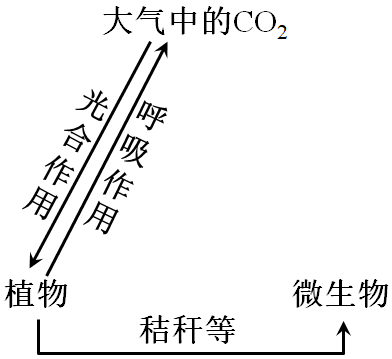 大气中的CO₂
光合作用
呼吸作用
植物
微生物
秸秆等